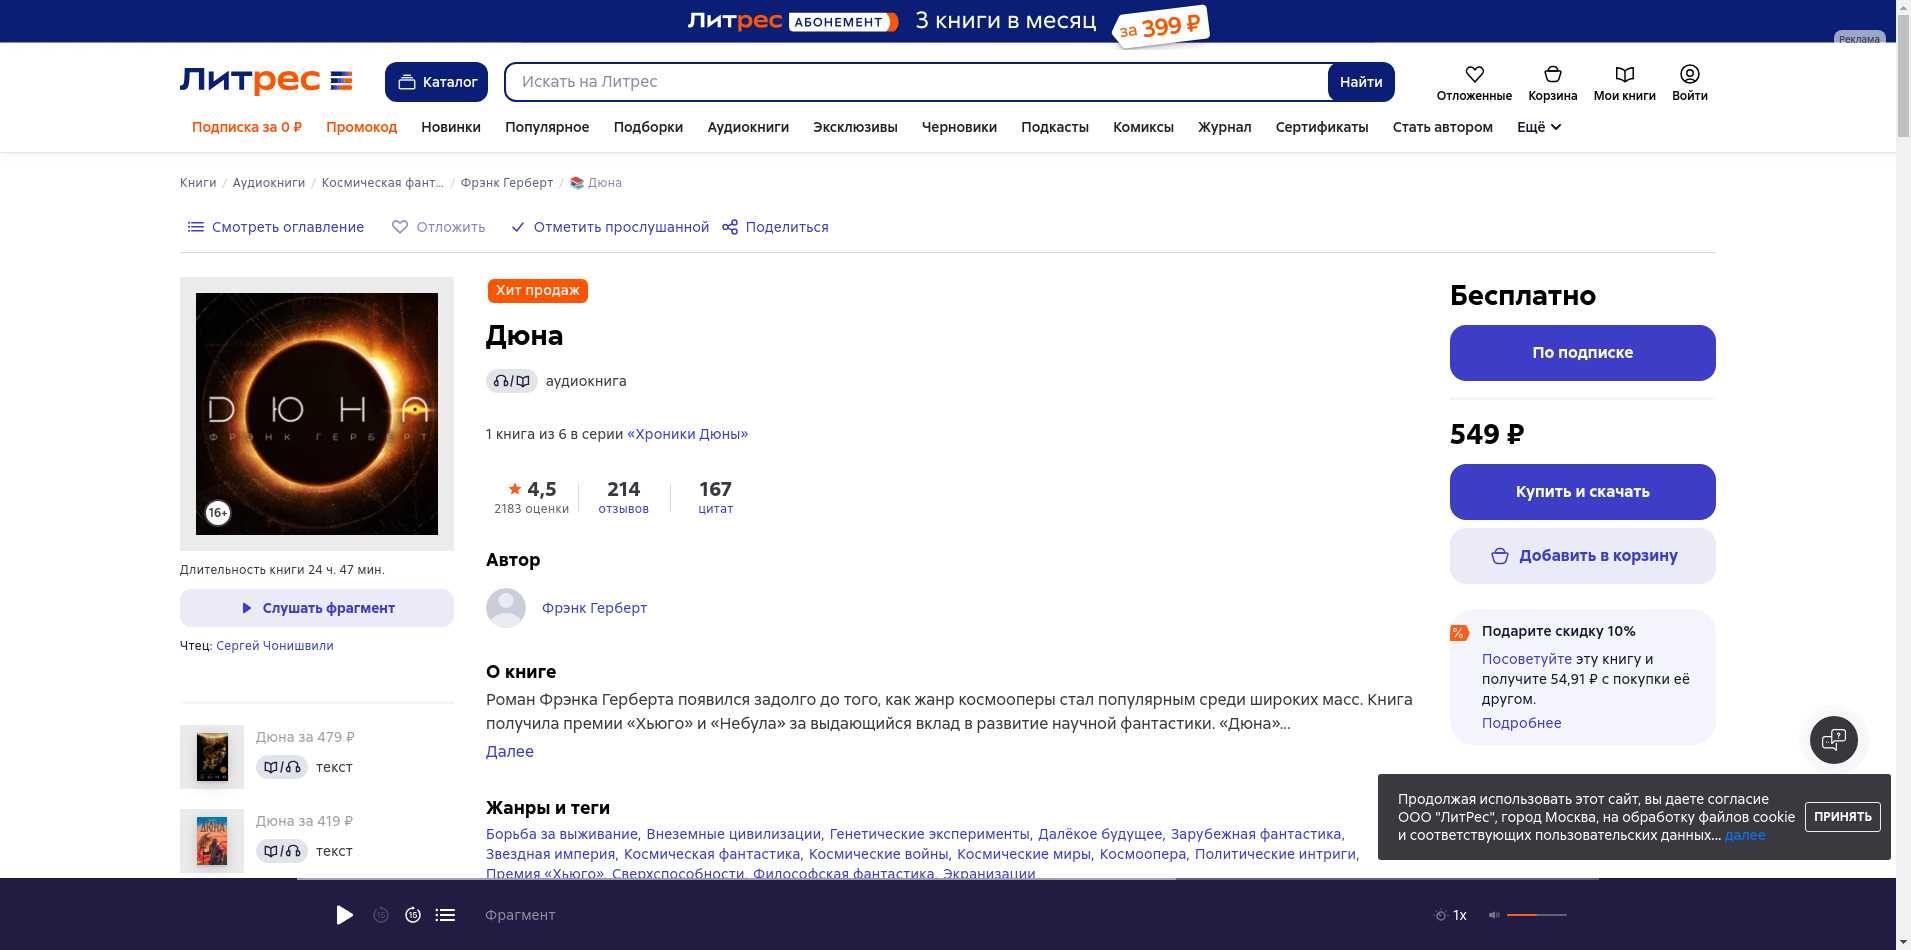 Литрес АБОНЕМЕНТ 3 книги в месяц за 399 ₽
Реклама
Литрес
Каталог
Искать на Литрес
Найти
Отложенные
Корзина
Мои книги
Войти
Подписка за 0 ₽
Промокод
Новинки
Популярное
Подборки
Аудиокниги
Эксклюзивы
Черновики
Подкасты
Комиксы
Журнал
Сертификаты
Стать автором
Ещё
Книги / Аудиокниги / Космическая фант... / Фрэнк Герберт / 📚 Дюна
Смотреть оглавление
Отложить
Отметить прослушанной
Поделиться
ДЮНА
ФРЭНК ГЕРБЕРТ
16+
Длительность книги 24 ч. 47 мин.
Слушать фрагмент
Чтец: Сергей Чонишвили
Дюна за 479 ₽
текст
Дюна за 419 ₽
текст
Хит продаж
Дюна
аудиокнига
1 книга из 6 в серии «Хроники Дюны»
4,5
2183 оценки
214
отзывов
167
цитат
Автор
Фрэнк Герберт
О книге
Роман Фрэнка Герберта появился задолго до того, как жанр космооперы стал популярным среди широких масс. Книга
получила премии «Хьюго» и «Небула» за выдающийся вклад в развитие научной фантастики. «Дюна»...
Далее
Жанры и теги
Борьба за выживание, Внеземные цивилизации, Генетические эксперименты, Далёкое будущее, Зарубежная фантастика,
Звездная империя, Космическая фантастика, Космические войны, Космические миры, Космоопера, Политические интриги,
Премия «Хьюго», Сверхспособности, Философская фантастика, Экранизации
Бесплатно
По подписке
549 ₽
Купить и скачать
Добавить в корзину
%
Подарите скидку 10%
Посоветуйте эту книгу и
получите 54,91 ₽ с покупки её
другом.
Подробнее
Продолжая использовать этот сайт, вы даете согласие
ООО "ЛитРес", город Москва, на обработку файлов cookie
и соответствующих пользовательских данных... далее
ПРИНЯТЬ
15
15
Фрагмент
1x